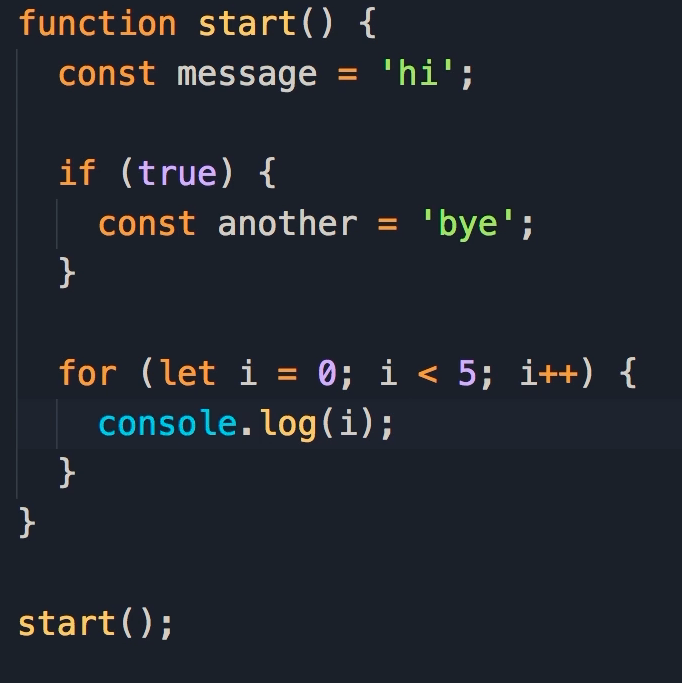 function start() {
  const message = 'hi';

  if (true) {
    const another = 'bye';
  }

  for (let i = 0; i < 5; i++) {
    console.log(i);
  }
}

start();